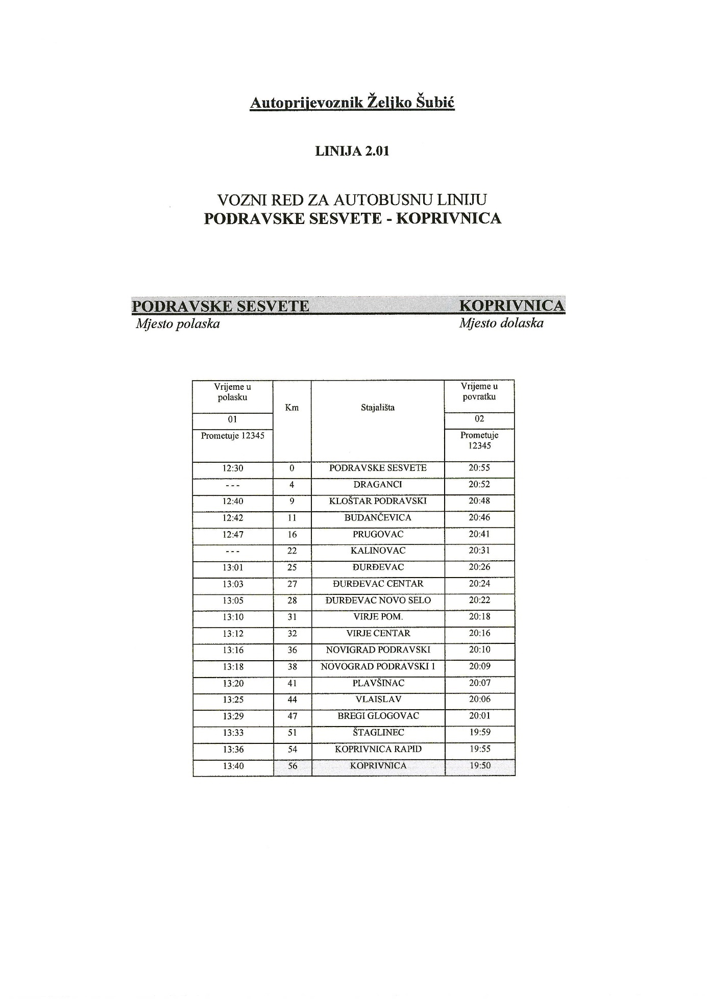 Autoprijevoznik Željko Šubić
LINIJA 2.01
VOZNI RED ZA AUTOBUSNU LINIJU
PODRAVSKE SESVETE - KOPRIVNICA
PODRAVSKE SESVETE KOPRIVNICA
Mjesto polaska Mjesto dolaska
Vrijeme u polasku Km Stajališta Vrijeme u povratku
01 02
Prometuje 12345 Prometuje 12345
12:30 0 PODRAVSKE SESVETE 20:55
--- 4 DRAGANCI 20:52
12:40 9 KLOŠTAR PODRAVSKI 20:48
12:42 11 BUDANČEVICA 20:46
12:47 16 PRUGOVAC 20:41
--- 22 KALINOVAC 20:31
13:01 25 ĐURĐEVAC 20:26
13:03 27 ĐURĐEVAC CENTAR 20:24
13:05 28 ĐURĐEVAC NOVO SELO 20:22
13:10 31 VIRJE POM. 20:18
13:12 32 VIRJE CENTAR 20:16
13:16 36 NOVIGRAD PODRAVSKI 20:10
13:18 38 NOVOGRAD PODRAVSKI 1 20:09
13:20 41 PLAVŠINAC 20:07
13:25 44 VLAISLAV 20:06
13:29 47 BREGI GLOGOVAC 20:01
13:33 51 ŠTAGLINEC 19:59
13:36 54 KOPRIVNICA RAPID 19:55
13:40 56 KOPRIVNICA 19:50